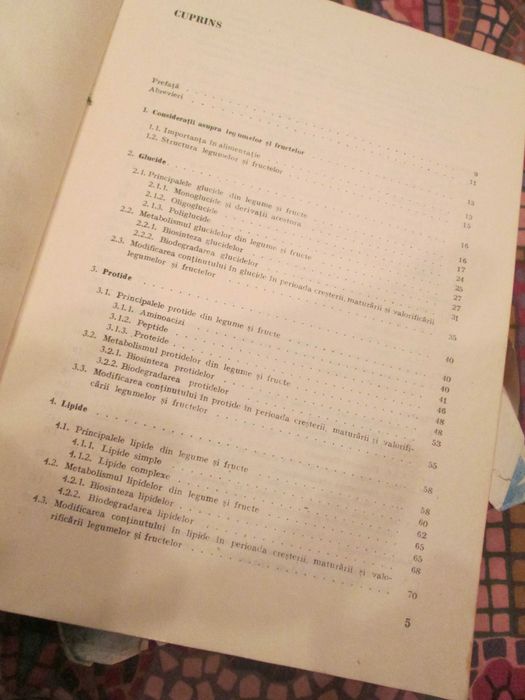 CUPRINS
Prefață . . . 9
Abrevieri . . . 11
1. Considerații asupra legumelor și fructelor . . . 13
1.1. Importanța în alimentație . . . 13
1.2. Structura legumelor și fructelor . . . 15
2. Glucide . . . 16
2.1. Principalele glucide din legume și fructe . . . 16
2.1.1. Monoglucide și derivații acestora . . . 17
2.1.2. Oligoglucide . . . 24
2.1.3. Poliglucide . . . 25
2.2. Metabolismul glucidelor din legume și fructe . . . 27
2.2.1. Biosinteza glucidelor . . . 27
2.2.2. Biodegradarea glucidelor . . . 31
2.3. Modificarea conținutului în glucide în perioada creșterii, maturării și valorificării
legumelor și fructelor . . . 35
3. Protide . . . 40
3.1. Principalele protide din legume și fructe . . . 40
3.1.1. Aminoacizi . . . 40
3.1.2. Peptide . . . 41
3.1.3. Proteide . . . 46
3.2. Metabolismul protidelor din legume și fructe . . . 48
3.2.1. Biosinteza protidelor . . . 48
3.2.2. Biodegradarea protidelor . . . 53
3.3. Modificarea conținutului în protide în perioada creșterii, maturării și valorifi-
cării legumelor și fructelor . . . 55
4. Lipide . . . 58
4.1. Principalele lipide din legume și fructe . . . 58
4.1.1. Lipide simple . . . 60
4.1.2. Lipide complexe . . . 62
4.2. Metabolismul lipidelor din legume și fructe . . . 65
4.2.1. Biosinteza lipidelor . . . 65
4.2.2. Biodegradarea lipidelor . . . 68
4.3. Modificarea conținutului în lipide în perioada creșterii, maturării și valo-
rificării legumelor și fructelor . . . 70
5